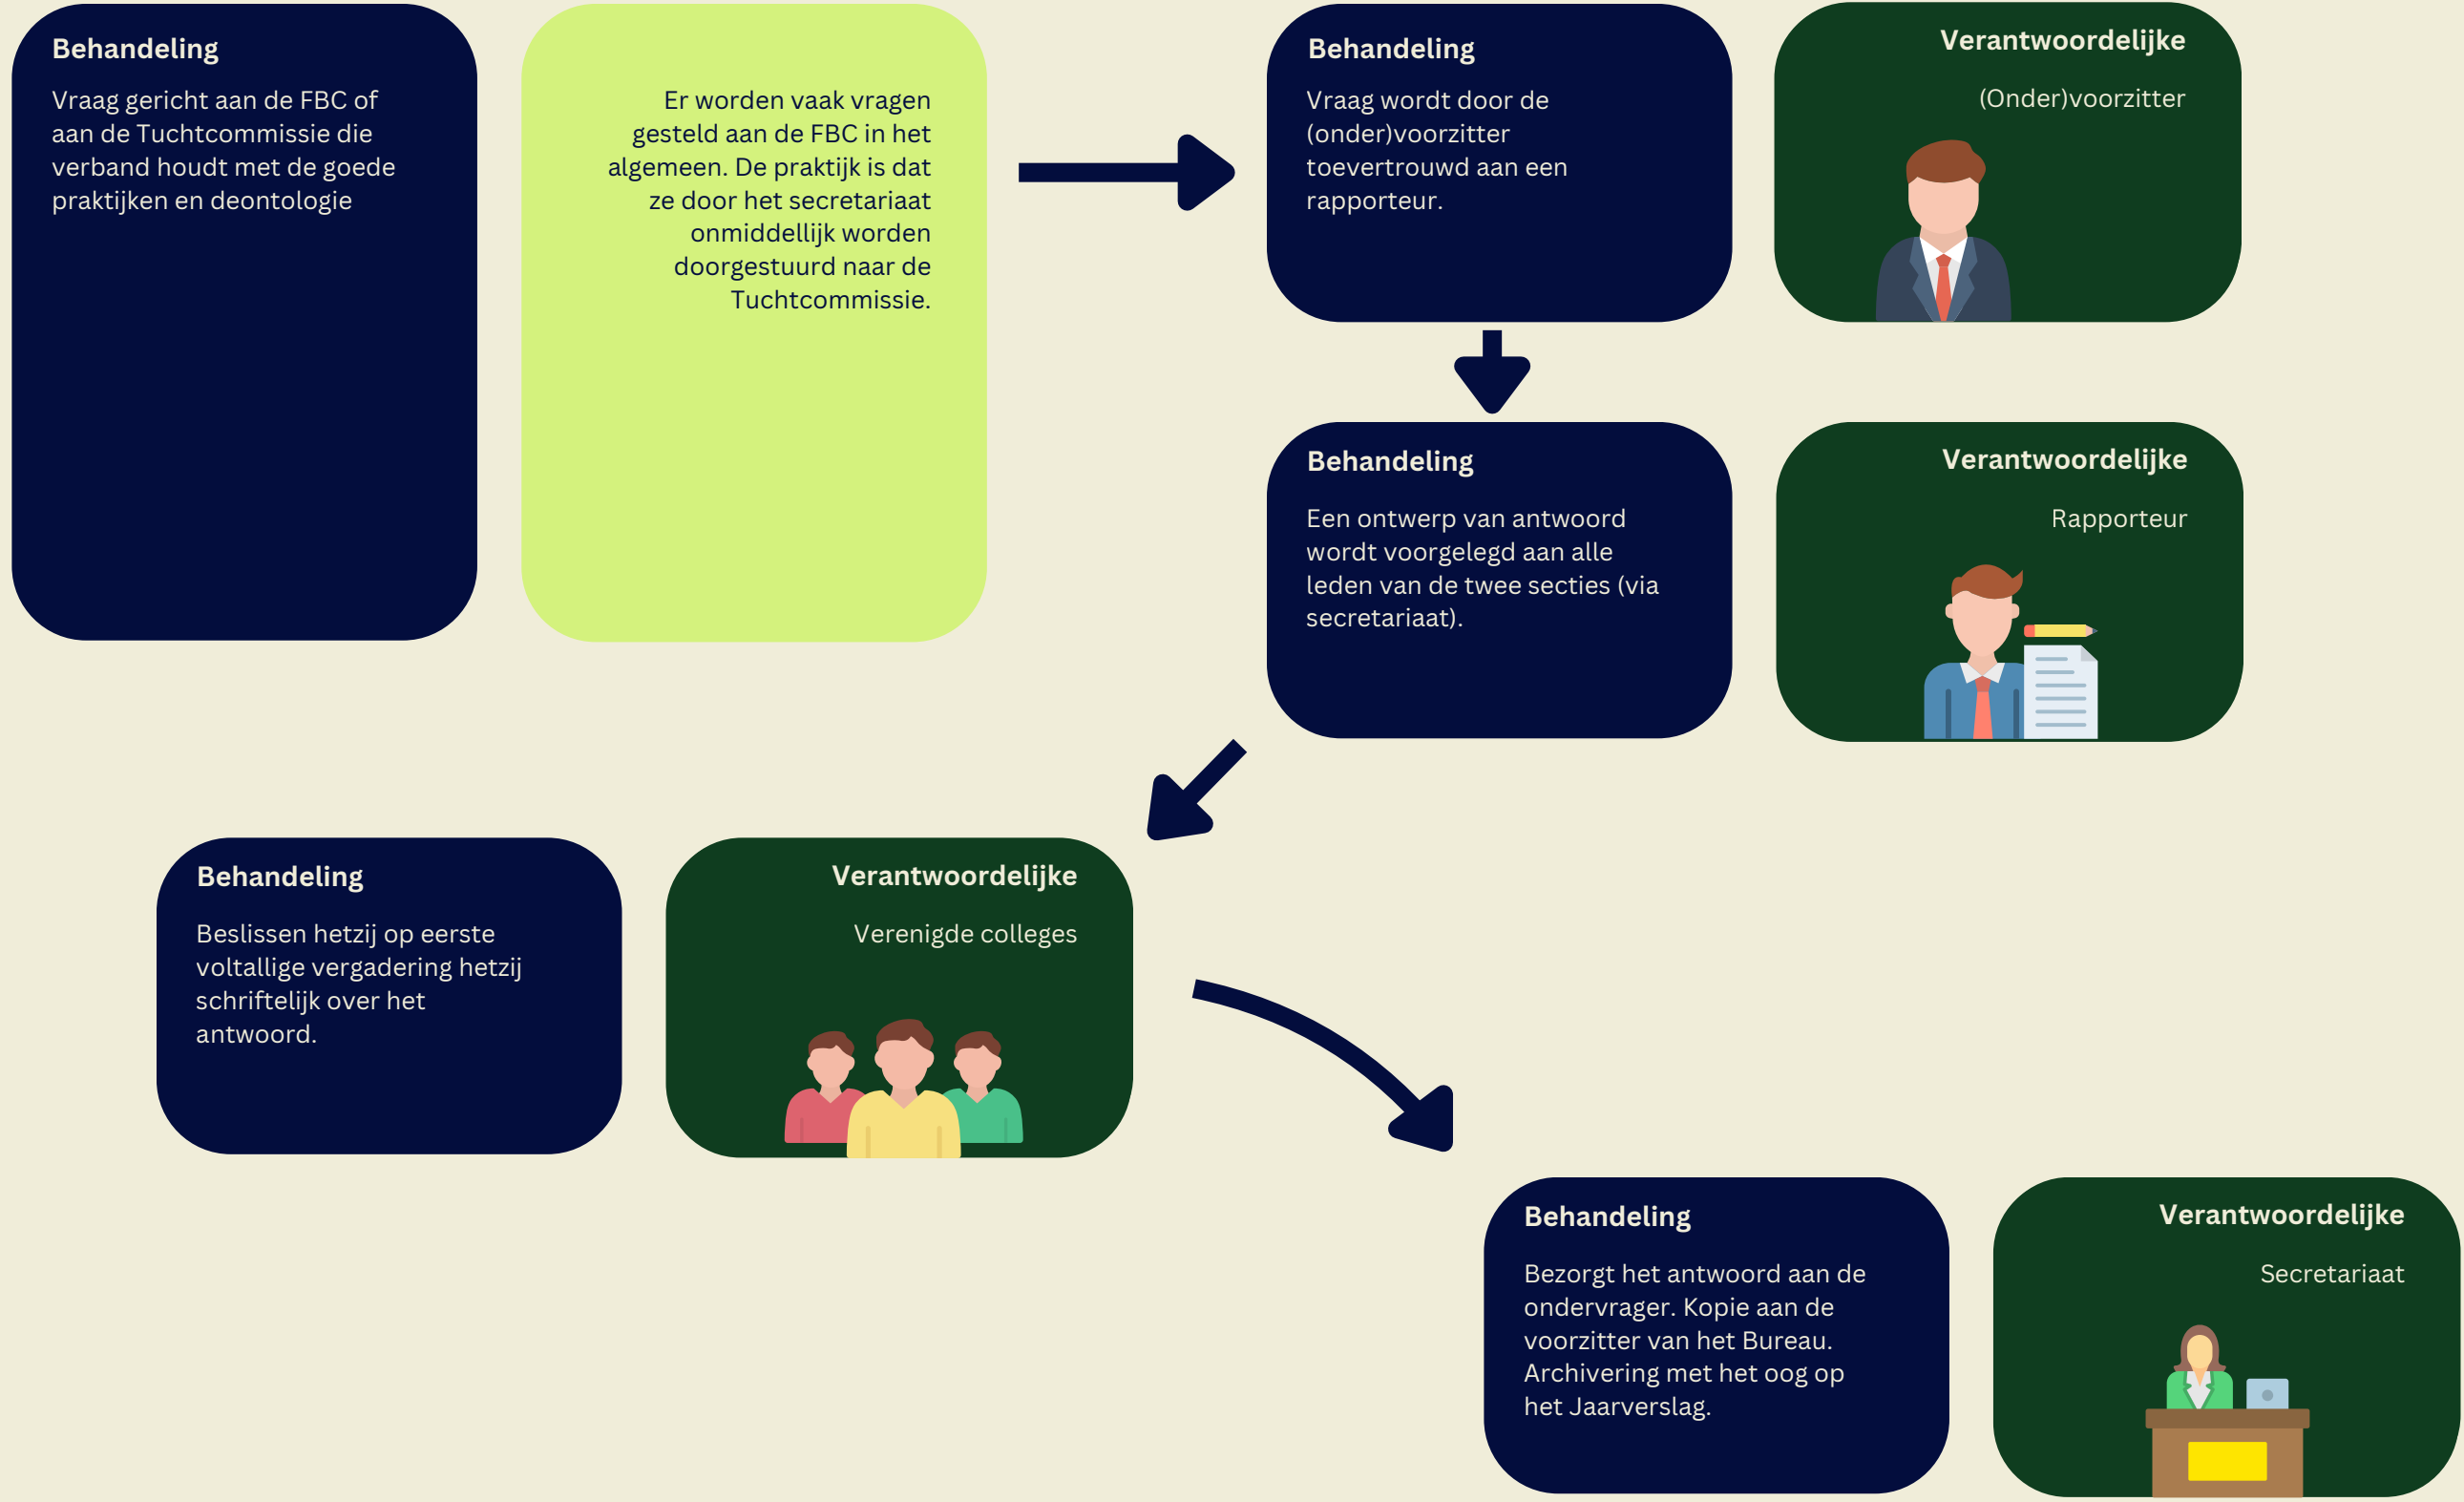 Behandeling
Vraag gericht aan de FBC of
aan de Tuchtcommissie die
verband houdt met de goede
praktijken en deontologie
Er worden vaak vragen
gesteld aan de FBC in het
algemeen. De praktijk is dat
ze door het secretariaat
onmiddellijk worden
doorgestuurd naar de
Tuchtcommissie.
Behandeling
Vraag wordt door de
(onder)voorzitter
toevertrouwd aan een
rapporteur.
Verantwoordelijke
(Onder)voorzitter
Behandeling
Een ontwerp van antwoord
wordt voorgelegd aan alle
leden van de twee secties (via
secretariaat).
Verantwoordelijke
Rapporteur
Behandeling
Beslissen hetzij op eerste
voltallige vergadering hetzij
schriftelijk over het
antwoord.
Verantwoordelijke
Verenigde colleges
Behandeling
Bezorgt het antwoord aan de
ondervrager. Kopie aan de
voorzitter van het Bureau.
Archivering met het oog op
het Jaarverslag.
Verantwoordelijke
Secretariaat